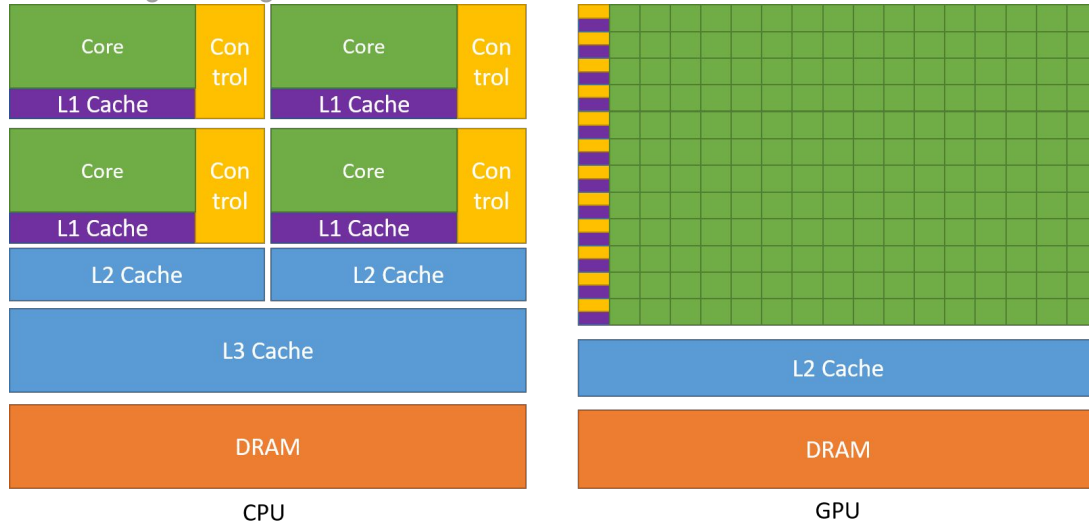 Core
Con
trol
Core
Con
trol
L1 Cache
L1 Cache
Core
Con
trol
Core
Con
trol
L1 Cache
L1 Cache
L2 Cache
L2 Cache
L3 Cache
L2 Cache
DRAM
DRAM
CPU
GPU